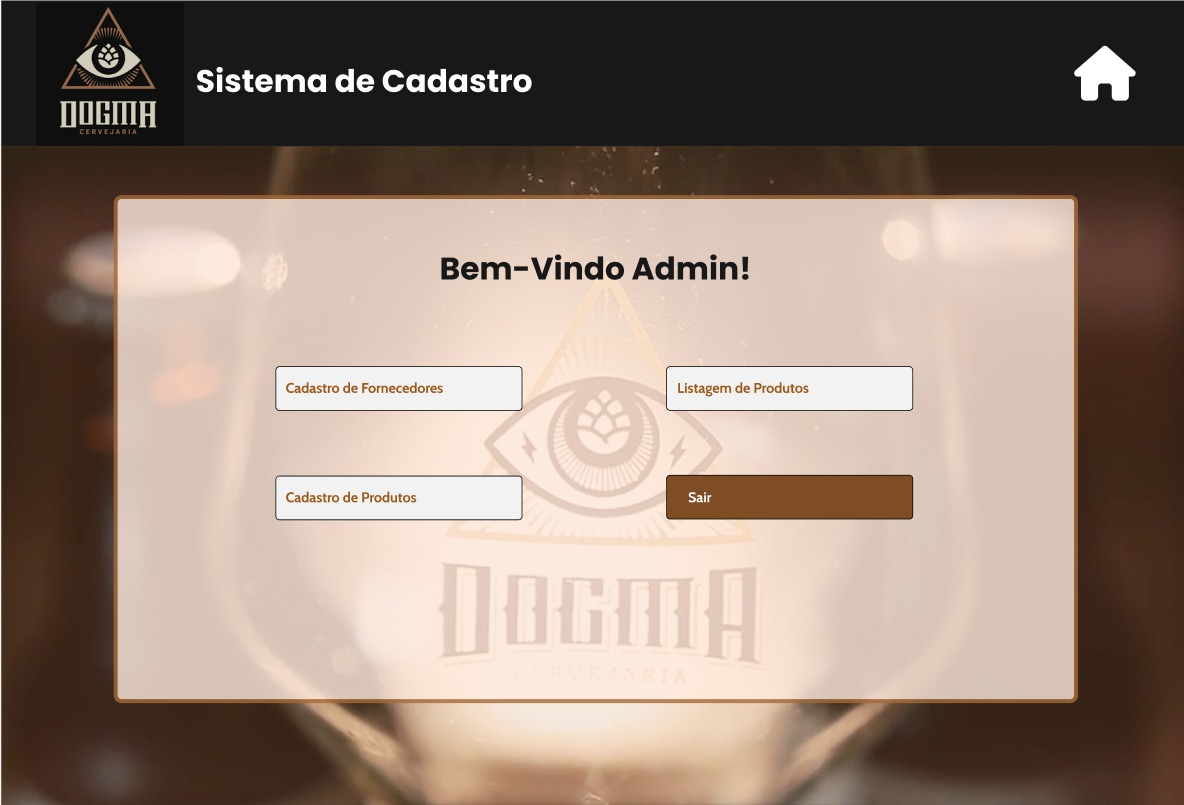 DOGMA
CERVEJARIA
Sistema de Cadastro
Bem-Vindo Admin!
Cadastro de Fornecedores
Listagem de Produtos
Cadastro de Produtos
Sair
DOGMA
CERVEJARIA